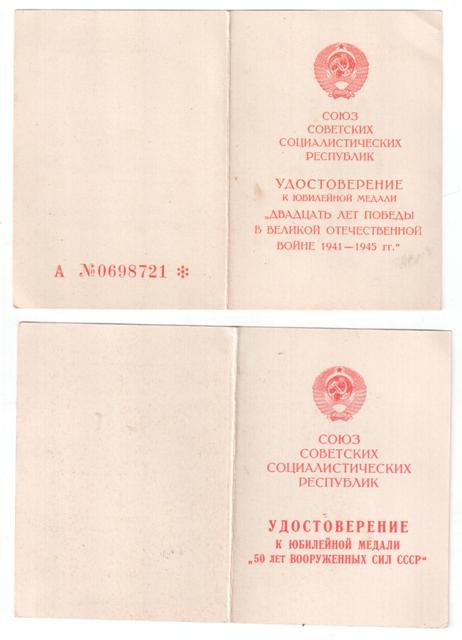 СОЮЗ
СОВЕТСКИХ
СОЦИАЛИСТИЧЕСКИХ
РЕСПУБЛИК
УДОСТОВЕРЕНИЕ
К ЮБИЛЕЙНОЙ МЕДАЛИ
„ДВАДЦАТЬ ЛЕТ ПОБЕДЫ
В ВЕЛИКОЙ ОТЕЧЕСТВЕННОЙ
ВОЙНЕ 1941—1945 гг.“
А №0698721 ✻
СОЮЗ
СОВЕТСКИХ
СОЦИАЛИСТИЧЕСКИХ
РЕСПУБЛИК
УДОСТОВЕРЕНИЕ
К ЮБИЛЕЙНОЙ МЕДАЛИ
„50 ЛЕТ ВООРУЖЕННЫХ СИЛ СССР“